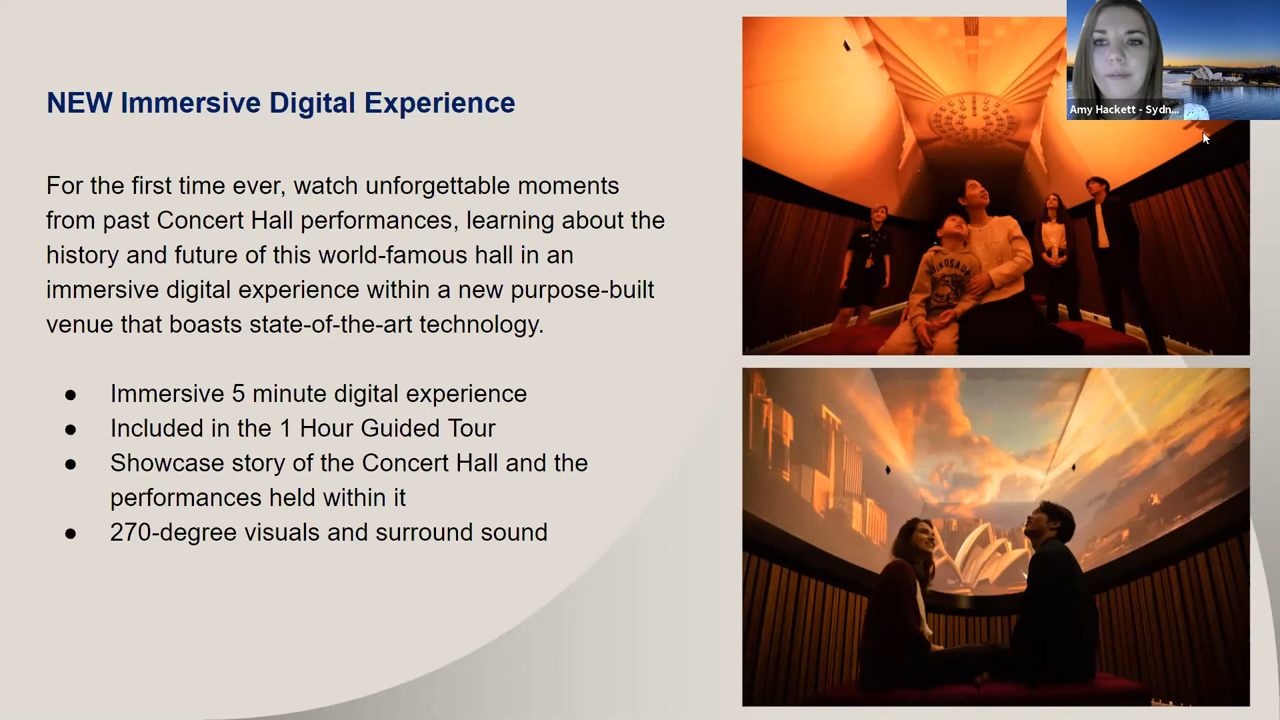 NEW Immersive Digital Experience
Amy Hackett - Sydn...
For the first time ever, watch unforgettable moments
from past Concert Hall performances, learning about the
history and future of this world-famous hall in an
immersive digital experience within a new purpose-built
venue that boasts state-of-the-art technology.
● Immersive 5 minute digital experience
● Included in the 1 Hour Guided Tour
● Showcase story of the Concert Hall and the
performances held within it
● 270-degree visuals and surround sound
DINOSAUR